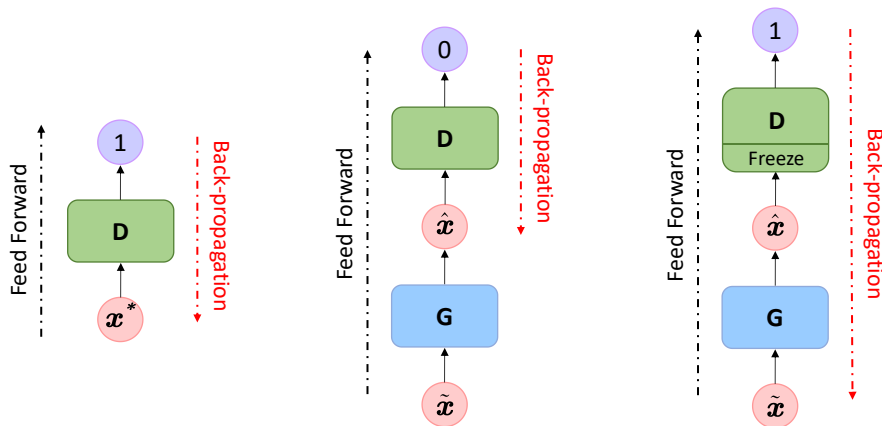 1
D
x*
Feed Forward
Back-propagation
0
D
x̂
G
x̃
Feed Forward
Back-propagation
1
D
Freeze
x̂
G
x̃
Feed Forward
Back-propagation